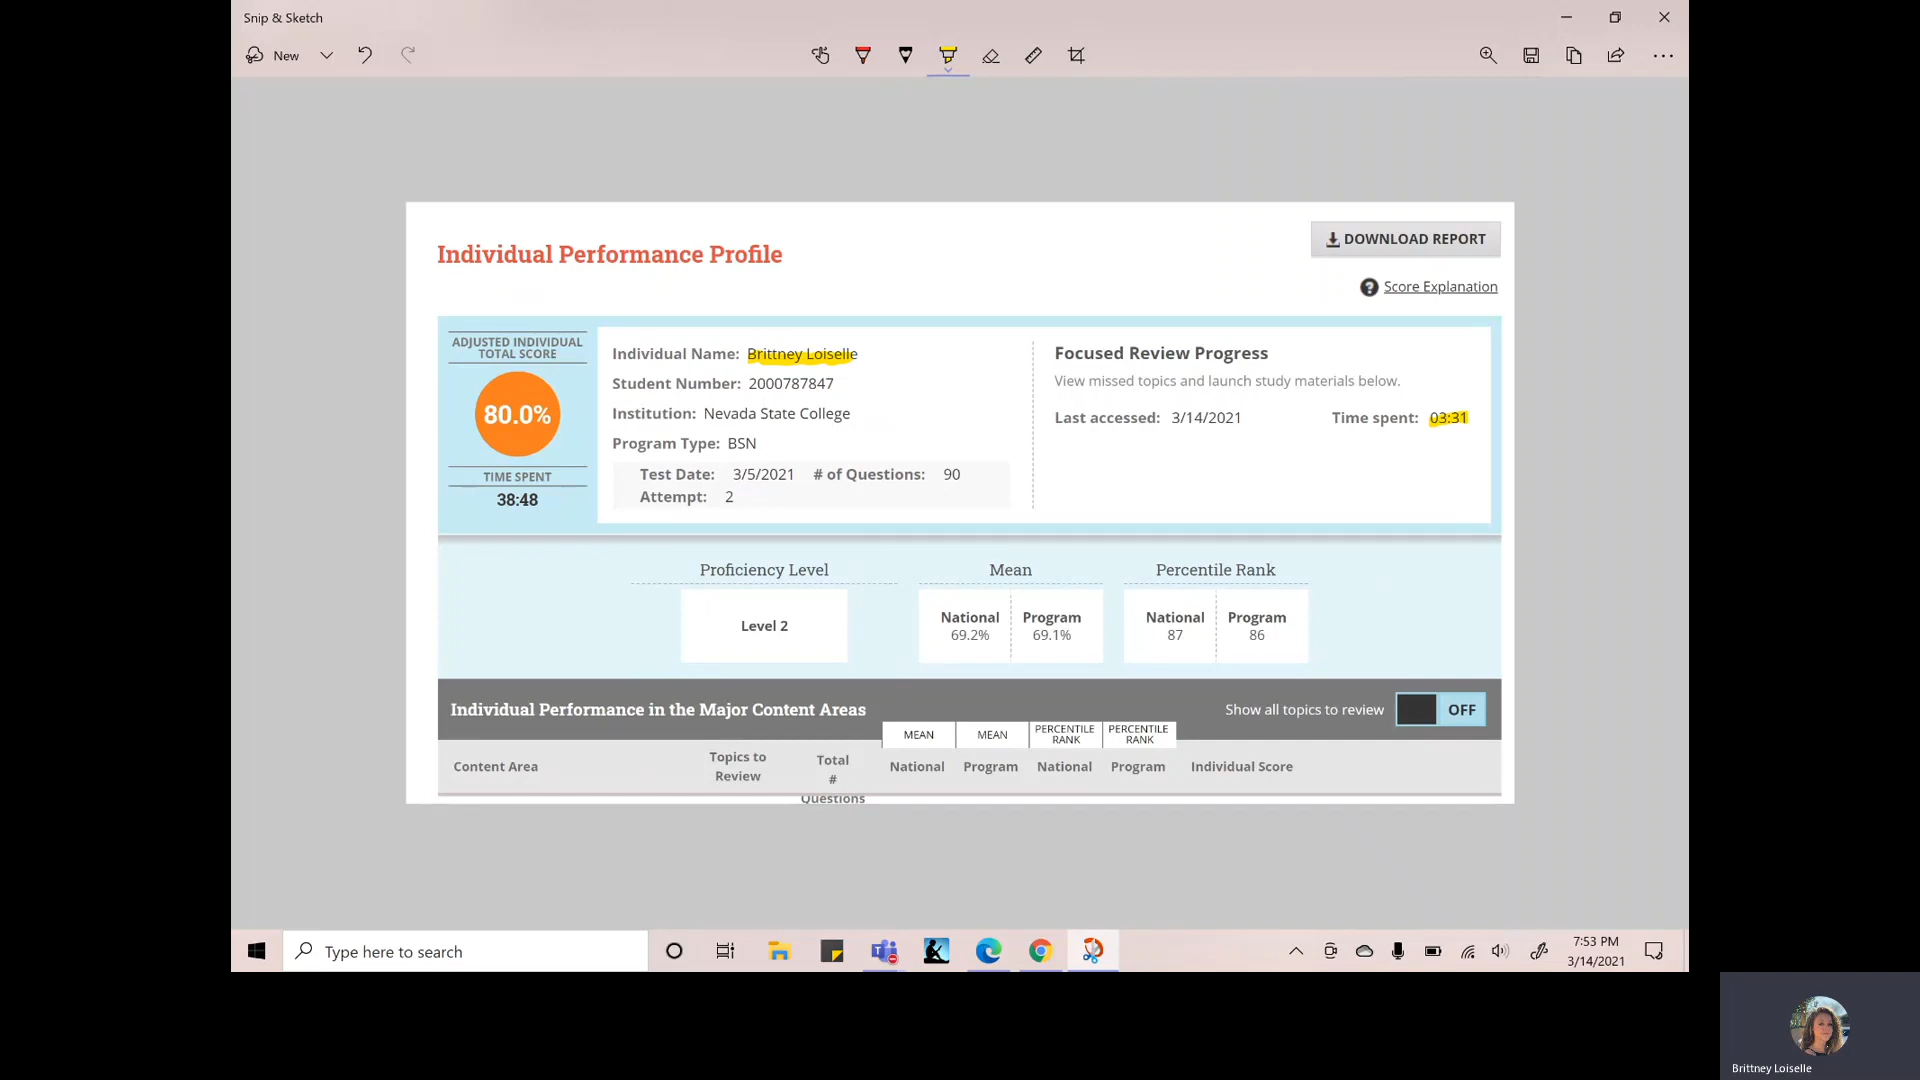 Snip & Sketch
New
DOWNLOAD REPORT
Individual Performance Profile
Score Explanation
ADJUSTED INDIVIDUAL
TOTAL SCORE
80.0%
TIME SPENT
38:48
Individual Name: Brittney Loiselle
Student Number: 2000787847
Institution: Nevada State College
Program Type: BSN
Test Date: 3/5/2021 # of Questions: 90
Attempt: 2
Focused Review Progress
View missed topics and launch study materials below.
Last accessed: 3/14/2021 Time spent: 03:31
Proficiency Level
Level 2
Mean
National Program
69.2% 69.1%
Percentile Rank
National Program
87 86
Individual Performance in the Major Content Areas
Show all topics to review OFF
MEAN MEAN PERCENTILE RANK PERCENTILE RANK
Content Area
Topics to
Review
Total
#
Questions
National Program National Program Individual Score
Type here to search
7:53 PM
3/14/2021
Brittney Loiselle